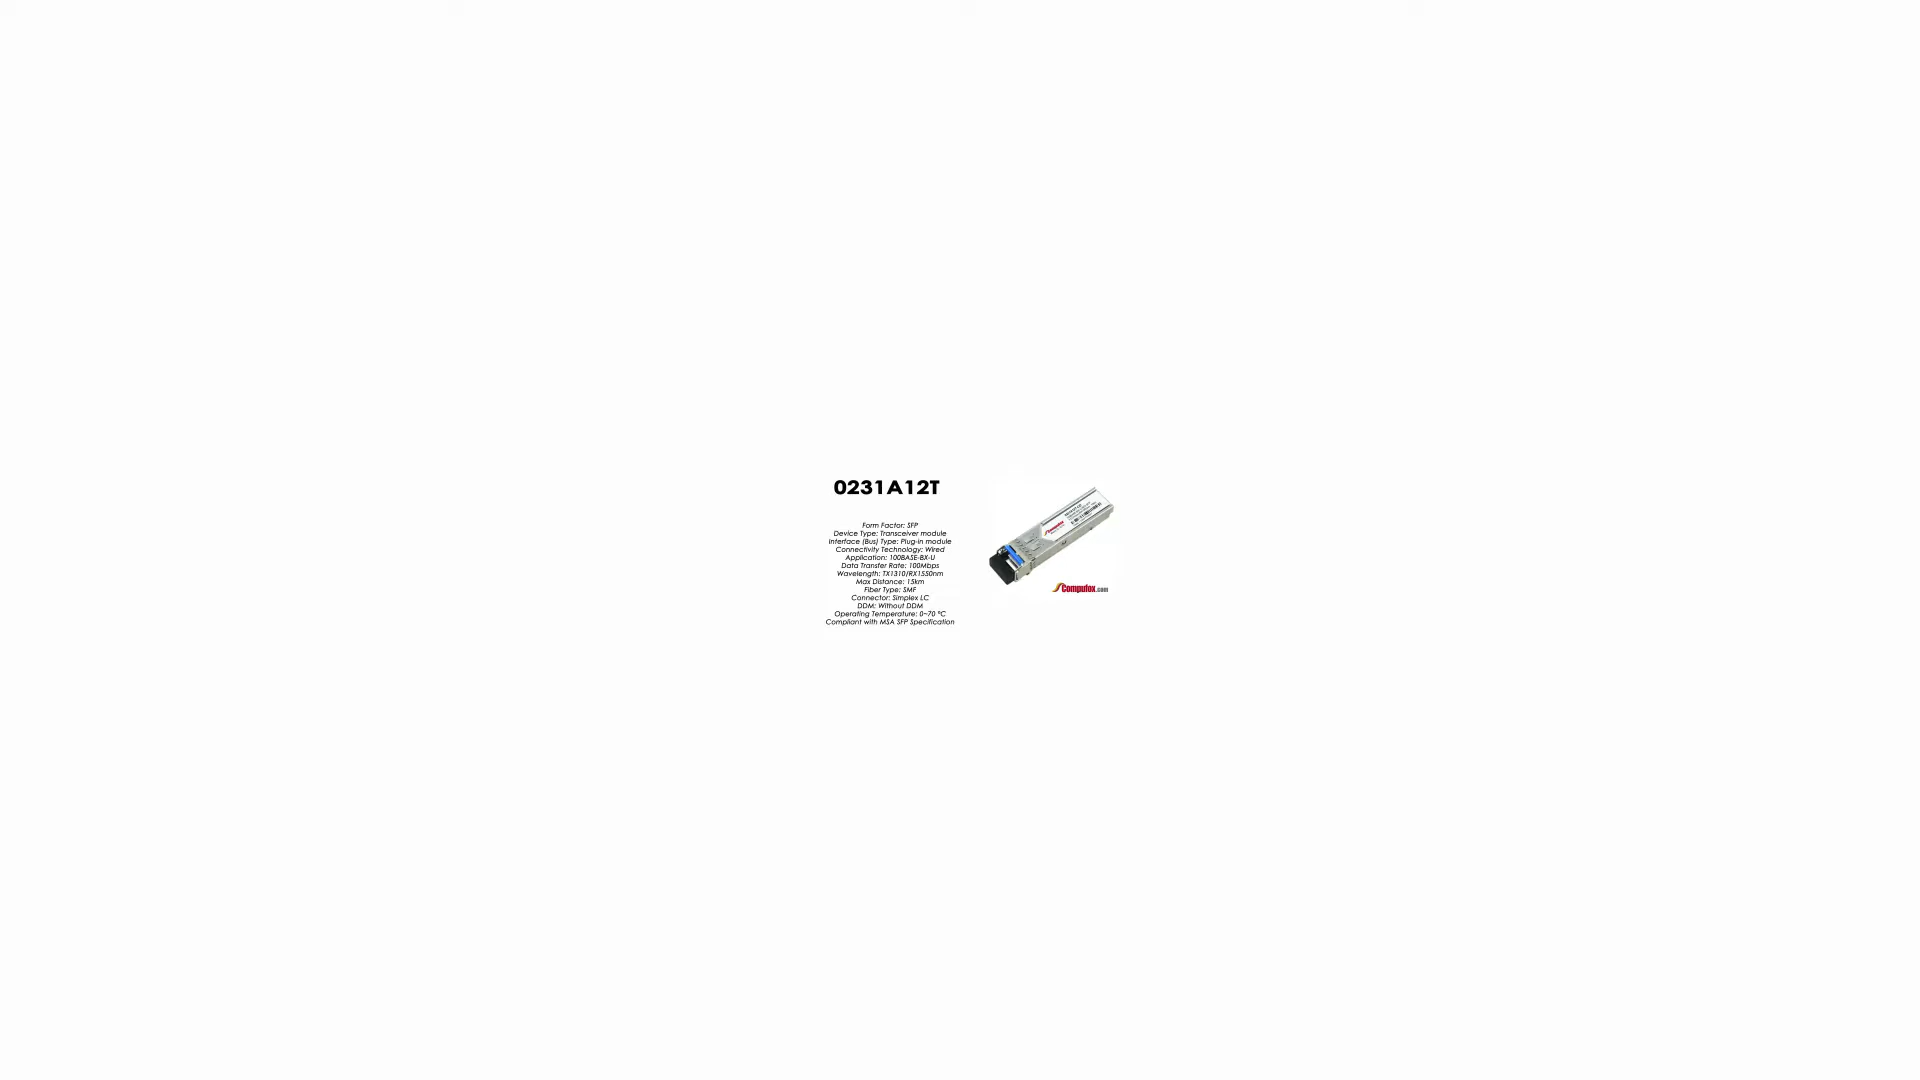 0231A12T
Form Factor: SFP
Device Type: Transceiver module
Interface (Bus) Type: Plug-in module
Connectivity Technology: Wired
Application: 100BASE-BX-U
Data Transfer Rate: 100Mbps
Wavelength: TX1310/RX1550nm
Max Distance: 15km
Fiber Type: SMF
Connector: Simplex LC
DDM: Without DDM
Operating Temperature: 0~70 °C
Compliant with MSA SFP Specification
Computox.com